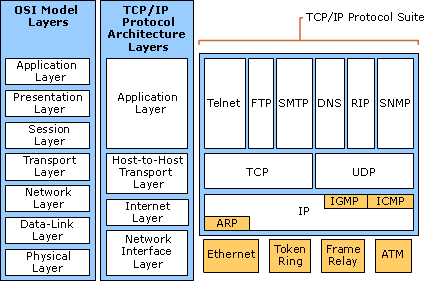 OSI Model
Layers
Application
Layer
Presentation
Layer
Session
Layer
Transport
Layer
Network
Layer
Data-Link
Layer
Physical
Layer
TCP/IP
Protocol
Architecture
Layers
Application
Layer
Host-to-Host
Transport
Layer
Internet
Layer
Network
Interface
Layer
TCP/IP Protocol Suite
Telnet
FTP
SMTP
DNS
RIP
SNMP
TCP
UDP
IGMP
ICMP
IP
ARP
Ethernet
Token
Ring
Frame
Relay
ATM